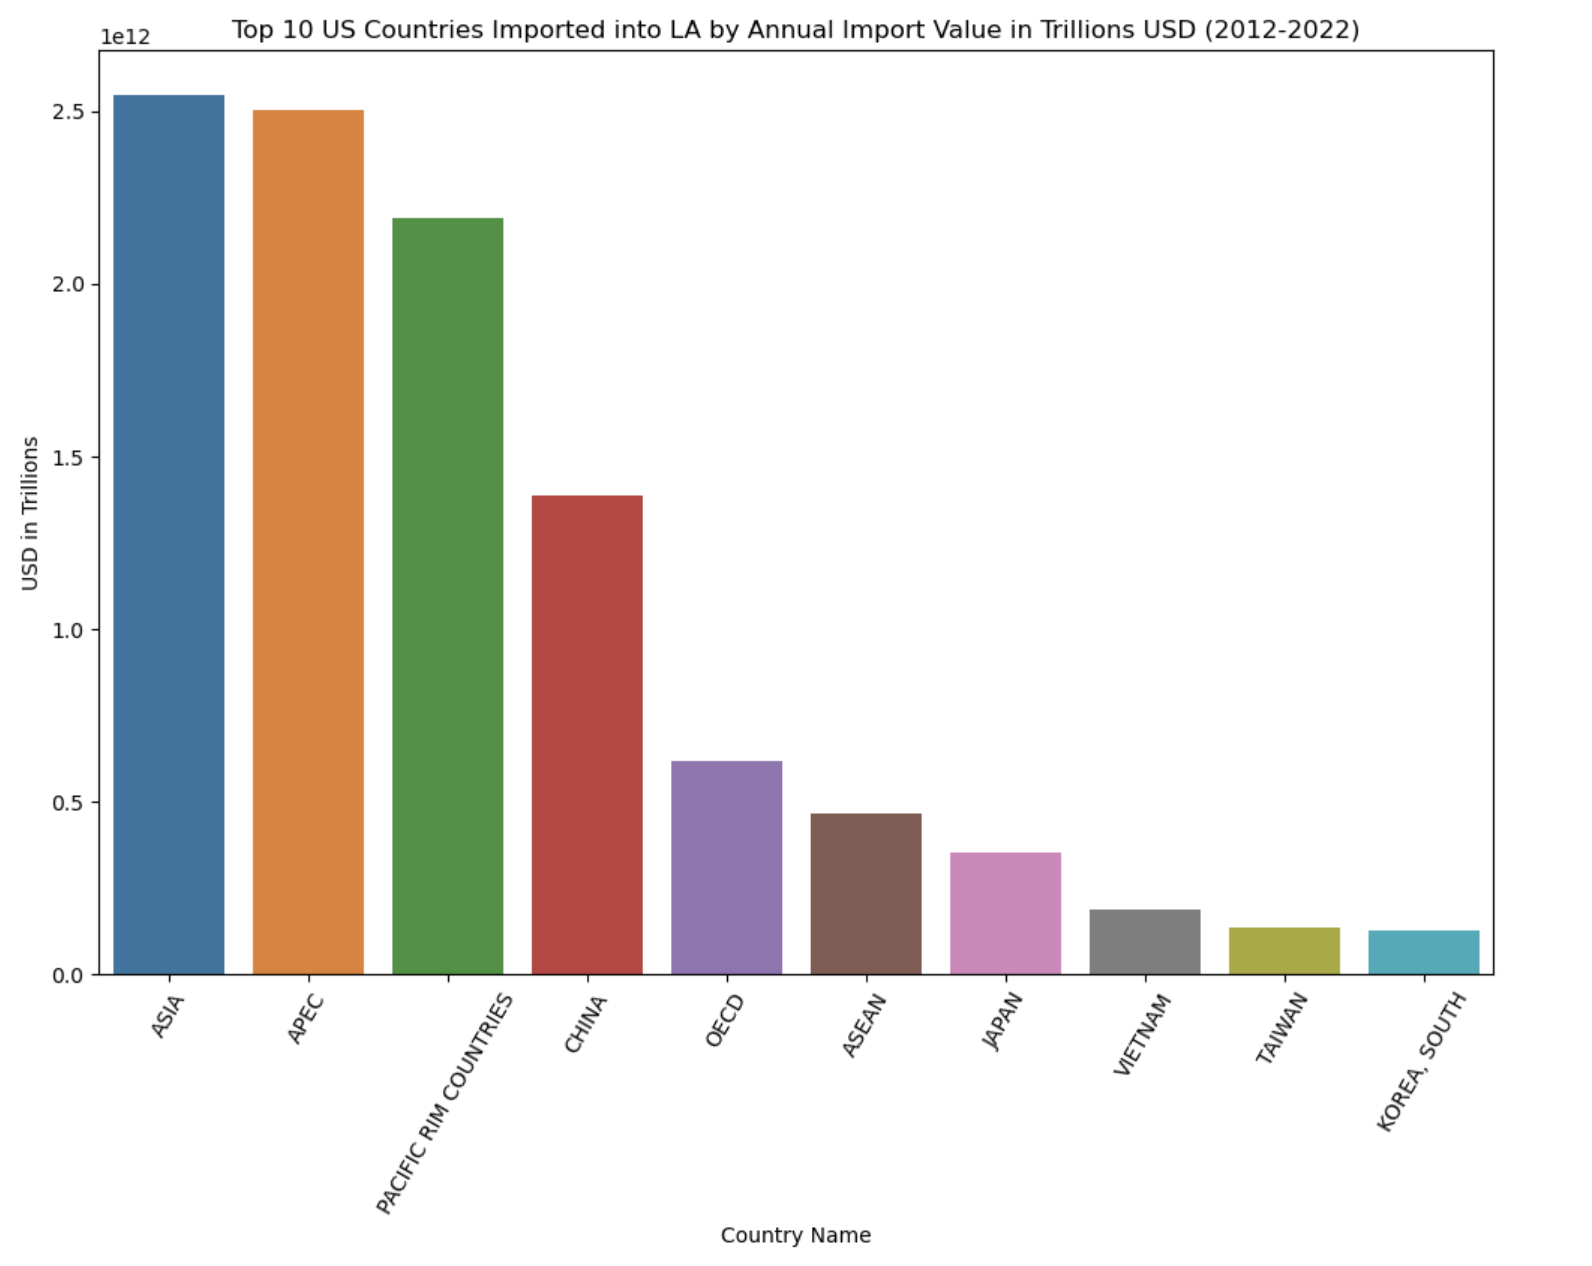 Top 10 US Countries Imported into LA by Annual Import Value in Trillions USD (2012-2022)
1e12
2.5
2.0
1.5
1.0
0.5
0.0
USD in Trillions
ASIA
APEC
PACIFIC RIM COUNTRIES
CHINA
OECD
ASEAN
JAPAN
VIETNAM
TAIWAN
KOREA, SOUTH
Country Name